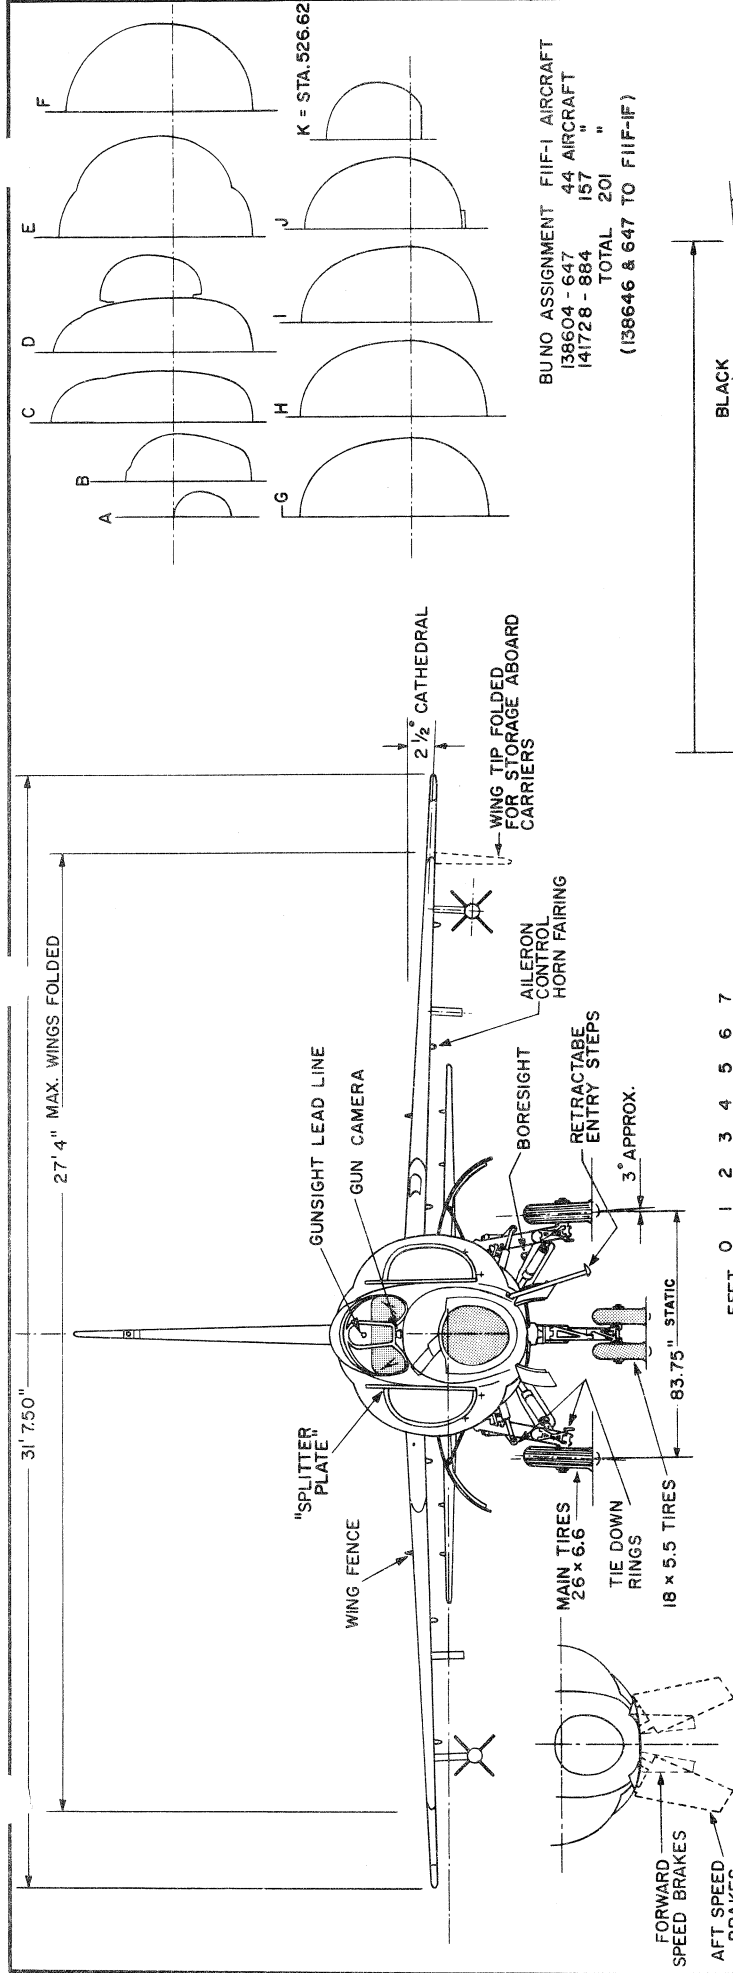 31' 7.50"
27' 4" MAX. WINGS FOLDED
"SPLITTER
PLATE"
WING FENCE
GUNSIGHT LEAD LINE
GUN CAMERA
2 ½° CATHEDRAL
WING TIP FOLDED
FOR STORAGE ABOARD
CARRIERS
AILERON
CONTROL
HORN FAIRING
BORESIGHT
RETRACTABE
ENTRY STEPS
3° APPROX.
83.75" STATIC
MAIN TIRES
26 × 6.6
TIE DOWN
RINGS
18 × 5.5 TIRES
FORWARD
SPEED BRAKES
AFT SPEED
FEET 0 1 2 3 4 5 6 7
A
B
C
D
E
F
G
H
I
J
K = STA. 526.62
BUNO ASSIGNMENT F11F-1 AIRCRAFT
138604 - 647 44 AIRCRAFT
141728 - 884 157 "
TOTAL 201 "
(138646 & 647 TO F11F-1F)
BLACK